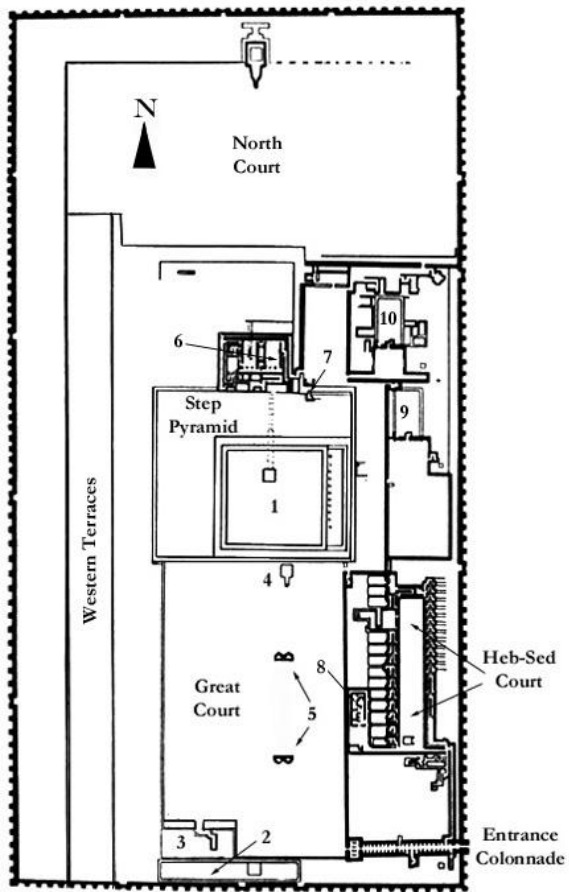 N
North
Court
10
6
7
Step
Pyramid
9
1
Western Terraces
4
Heb-Sed
Court
8
Great
Court
5
2
3
Entrance
Colonnade